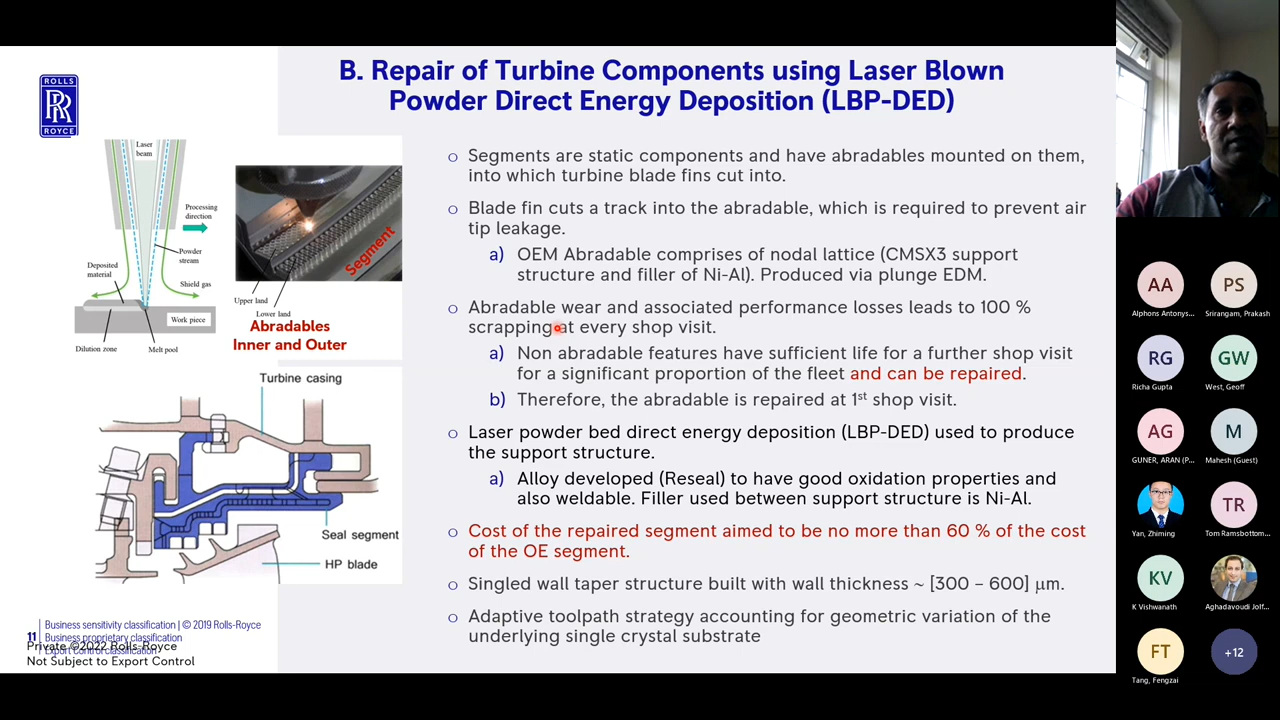 B. Repair of Turbine Components using Laser Blown
Powder Direct Energy Deposition (LBP-DED)
ROLLS
RR
ROYCE
Laser
beam
Processing
direction
Powder
stream
Deposited
material
Shield gas
Work piece
Dilution zone
Melt pool
Segment
Upper land
Lower land
Abradables
Inner and Outer
Turbine casing
Seal segment
HP blade
o Segments are static components and have abradables mounted on them,
into which turbine blade fins cut into.
o Blade fin cuts a track into the abradable, which is required to prevent air
tip leakage.
a) OEM Abradable comprises of nodal lattice (CMSX3 support
structure and filler of Ni-Al). Produced via plunge EDM.
o Abradable wear and associated performance losses leads to 100 %
scrapping at every shop visit.
a) Non abradable features have sufficient life for a further shop visit
for a significant proportion of the fleet and can be repaired.
b) Therefore, the abradable is repaired at 1st shop visit.
o Laser powder bed direct energy deposition (LBP-DED) used to produce
the support structure.
a) Alloy developed (Reseal) to have good oxidation properties and
also weldable. Filler used between support structure is Ni-Al.
o Cost of the repaired segment aimed to be no more than 60 % of the cost
of the OE segment.
o Singled wall taper structure built with wall thickness ~ [300 – 600] μm.
o Adaptive toolpath strategy accounting for geometric variation of the
underlying single crystal substrate
11
Business sensitivity classification | © 2019 Rolls-Royce
Business proprietary classification
Export control classification
Private ©2022 Rolls-Royce
Not Subject to Export Control
AA
PS
Alphons Antonys...
Srirangam, Prakash
RG
GW
Richa Gupta
West, Geoff
AG
M
GUNER, ARAN (P...
Mahesh (Guest)
TR
Yan, Zhiming
Tom Ramsbottom...
KV
K Vishwanath
Aghadavoudi Jolf...
FT
+12
Tang, Fengzai